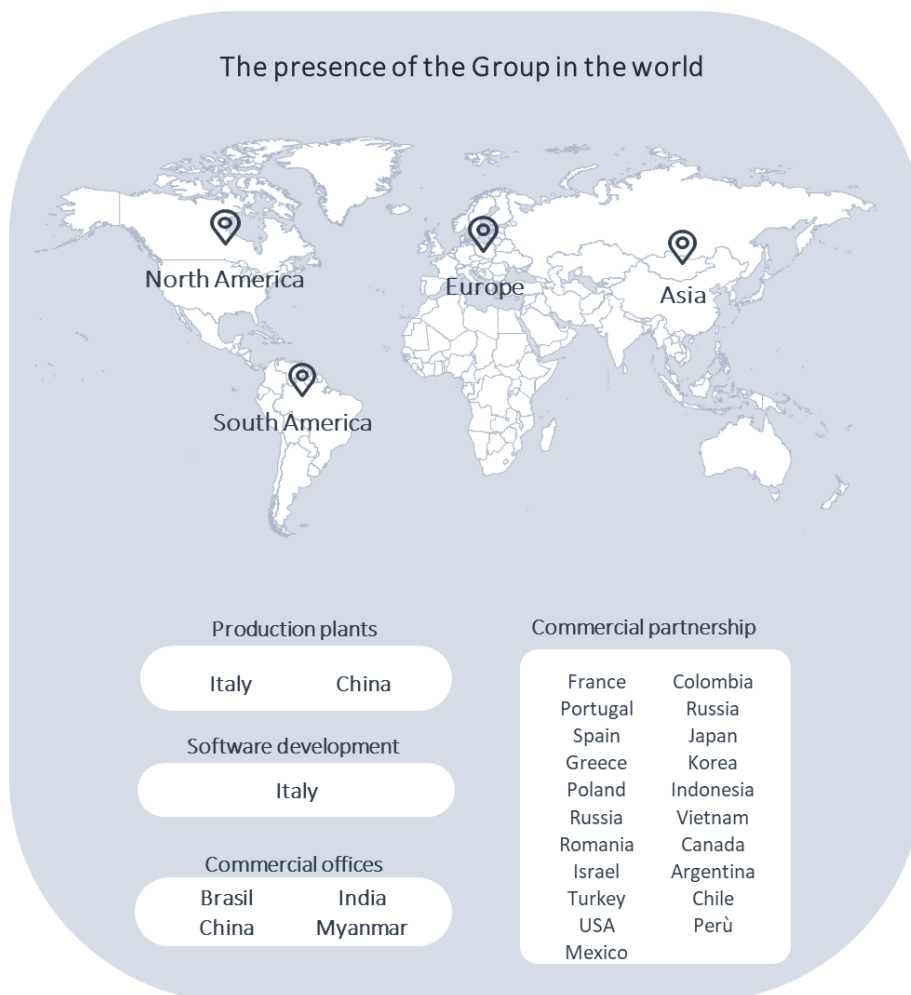 The presence of the Group in the world
North America
Europe
Asia
South America
Production plants
Italy China
Software development
Italy
Commercial offices
Brasil India
China Myanmar
Commercial partnership
France Colombia
Portugal Russia
Spain Japan
Greece Korea
Poland Indonesia
Russia Vietnam
Romania Canada
Israel Argentina
Turkey Chile
USA Perù
Mexico